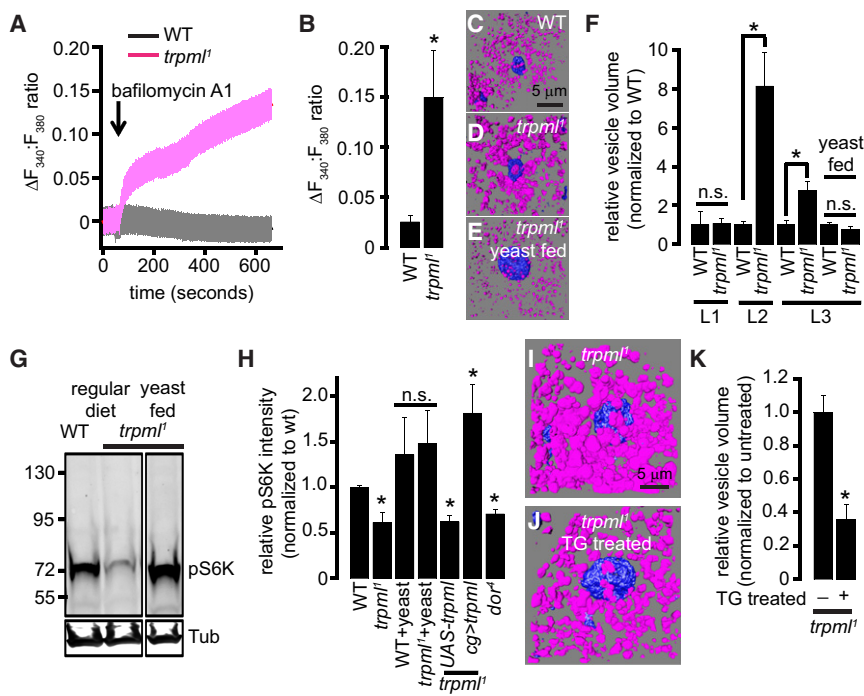 A
WT
trpml¹
bafilomycin A1
ΔF340:F380 ratio
0.20
0.15
0.10
0.05
0
0 200 400 600
time (seconds)
B
*
ΔF340:F380 ratio
0.20
0.15
0.10
0.05
0
WT
trpml¹
C
WT
5 µm
D
trpml¹
E
trpml¹
yeast fed
F
relative vesicle volume
(normalized to WT)
10
8
6
4
2
0
n.s.
*
*
yeast
fed
n.s.
WT
trpml¹
WT
trpml¹
WT
trpml¹
WT
trpml¹
L1 L2 L3
G
regular
diet
yeast
fed
WT trpml¹
130
95
72
55
pS6K
Tub
H
relative pS6K intensity
(normalized to wt)
2.0
1.5
1.0
0.5
0
*
n.s.
*
*
*
WT
trpml¹
WT+yeast
trpml¹+yeast
UAS-trpml
cg>trpml
dor⁴
trpml¹
I
trpml¹
5 µm
J
trpml¹
TG treated
K
relative vesicle volume
(normalized to untreated)
1.2
1.0
0.8
0.6
0.4
0.2
0
*
TG treated – +
trpml¹